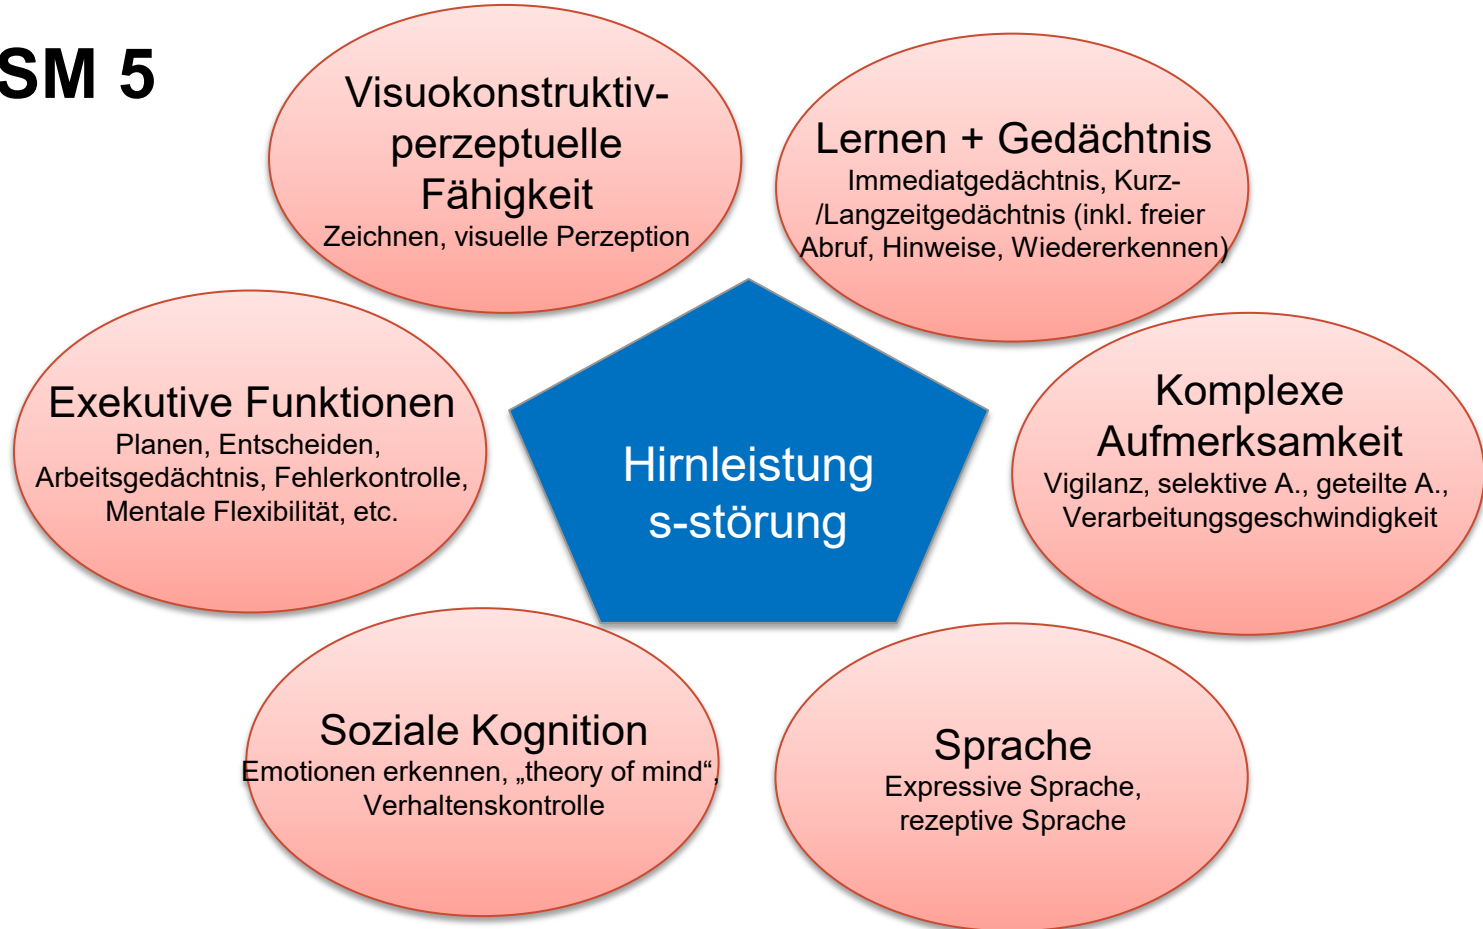 SM 5
Visuokonstruktiv-
perzeptuelle
Fähigkeit
Zeichnen, visuelle Perzeption
Lernen + Gedächtnis
Immediatgedächtnis, Kurz-
/Langzeitgedächtnis (inkl. freier
Abruf, Hinweise, Wiedererkennen)
Exekutive Funktionen
Planen, Entscheiden,
Arbeitsgedächtnis, Fehlerkontrolle,
Mentale Flexibilität, etc.
Hirnleistung
s-störung
Komplexe
Aufmerksamkeit
Vigilanz, selektive A., geteilte A.,
Verarbeitungsgeschwindigkeit
Soziale Kognition
Emotionen erkennen, „theory of mind“,
Verhaltenskontrolle
Sprache
Expressive Sprache,
rezeptive Sprache